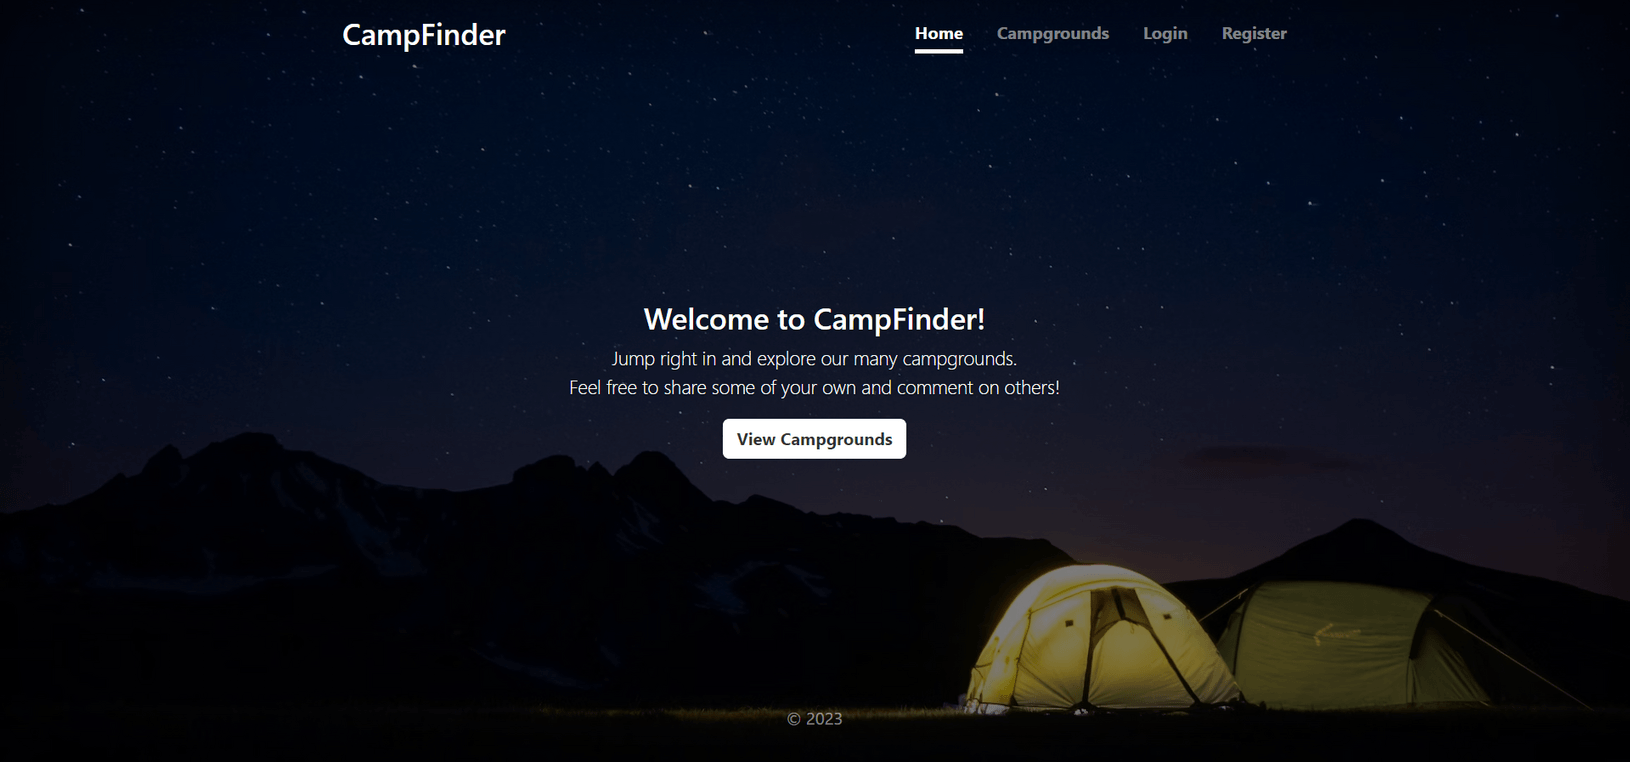 CampFinder
Home Campgrounds Login Register
Welcome to CampFinder!
Jump right in and explore our many campgrounds.
Feel free to share some of your own and comment on others!
View Campgrounds
© 2023